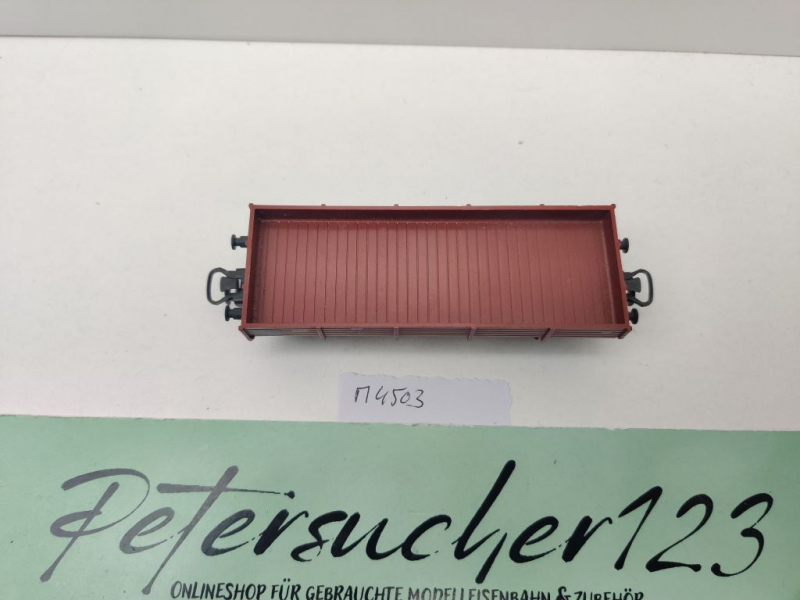 M4503
Petersucher123
ONLINESHOP FÜR GEBRAUCHTE MODELLEISENBAHN & ZUBEHÖR